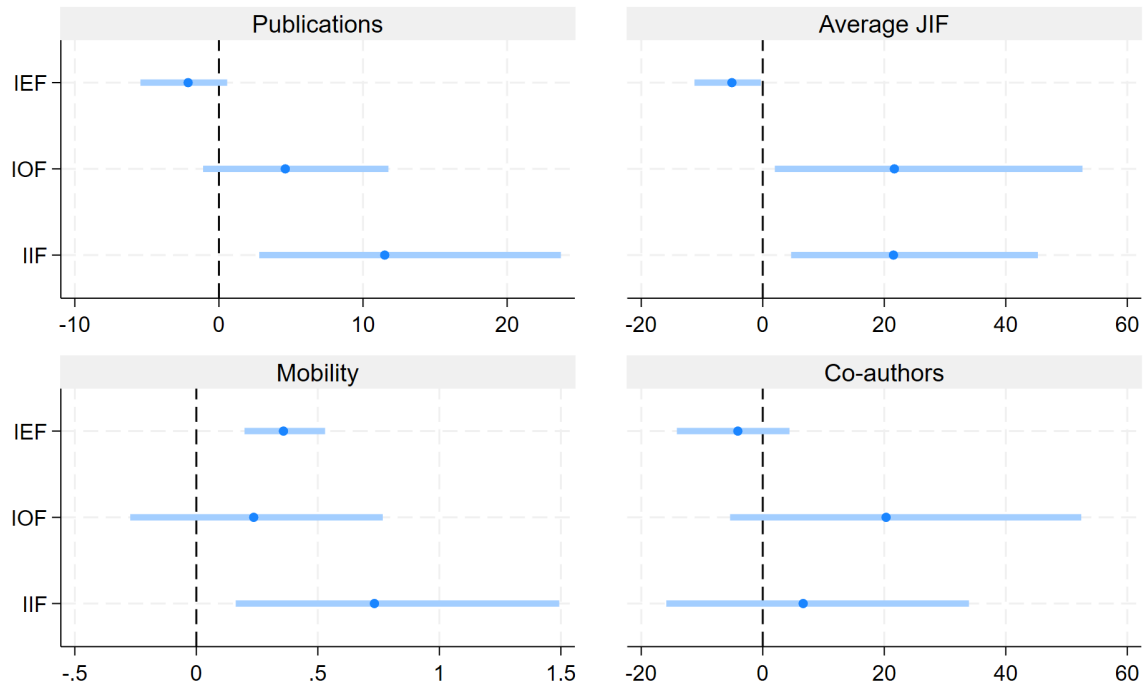 Publications
Average JIF
IEF
IOF
IIF
-10 0 10 20
-20 0 20 40 60
Mobility
Co-authors
IEF
IOF
IIF
-.5 0 .5 1 1.5
-20 0 20 40 60